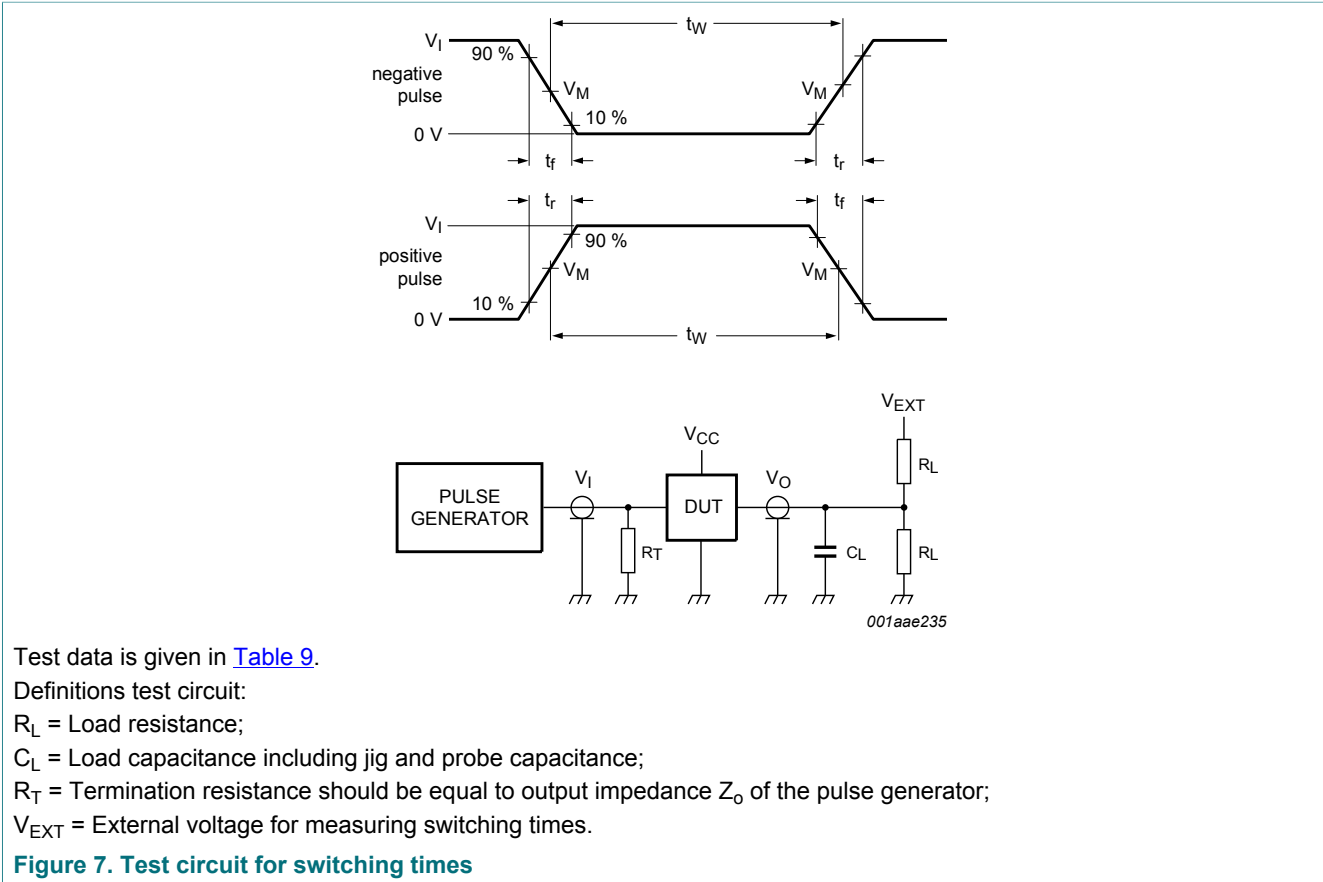 tW
VI
90 %
negative
pulse
VM
VM
10 %
0 V
tf
tr
tr
tf
VI
90 %
positive
pulse
VM
VM
10 %
0 V
tW
VEXT
VCC
RL
VI
VO
PULSE
GENERATOR
DUT
RT
CL
RL
001aae235
Test data is given in Table 9.
Definitions test circuit:
RL = Load resistance;
CL = Load capacitance including jig and probe capacitance;
RT = Termination resistance should be equal to output impedance Zo of the pulse generator;
VEXT = External voltage for measuring switching times.
Figure 7. Test circuit for switching times